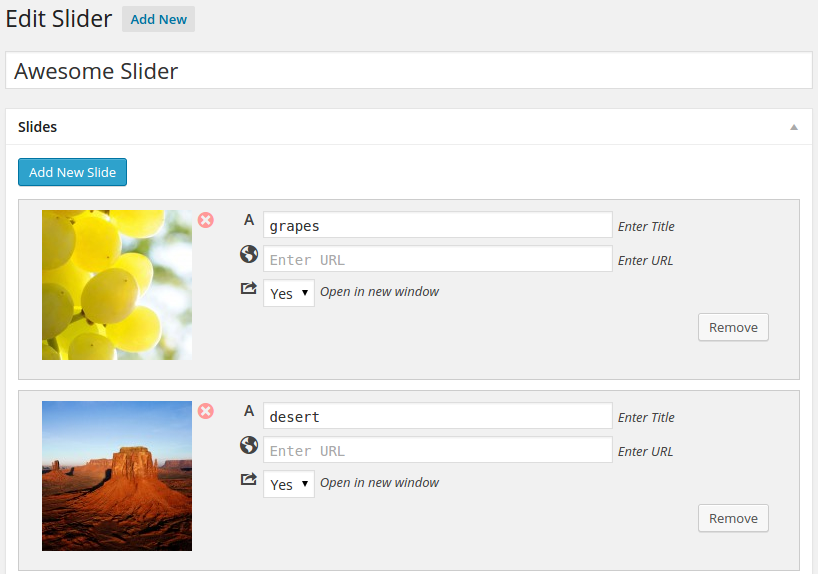 Edit Slider Add New
Awesome Slider
Slides
Add New Slide
A grapes Enter Title
Enter URL Enter URL
Yes Open in new window
Remove
A desert Enter Title
Enter URL Enter URL
Yes Open in new window
Remove